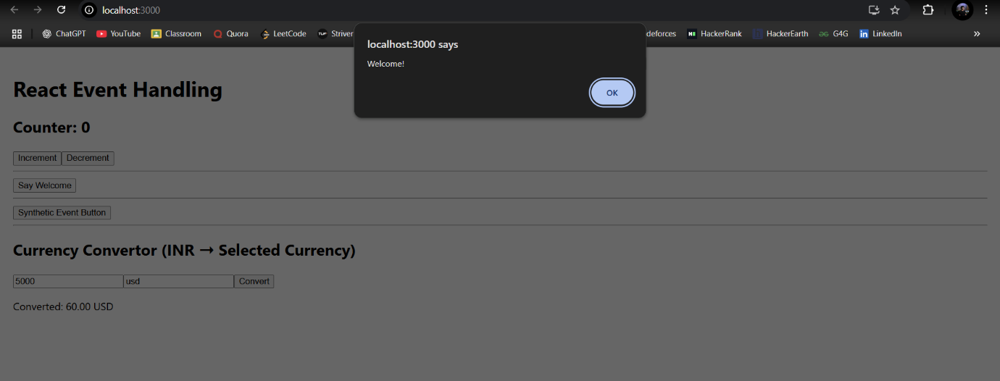 localhost:3000
ChatGPT YouTube Classroom Quora LeetCode Striver deforces HackerRank HackerEarth G4G LinkedIn
localhost:3000 says
Welcome!
OK
React Event Handling
Counter: 0
Increment Decrement
Say Welcome
Synthetic Event Button
Currency Convertor (INR → Selected Currency)
5000 usd Convert
Converted: 60.00 USD